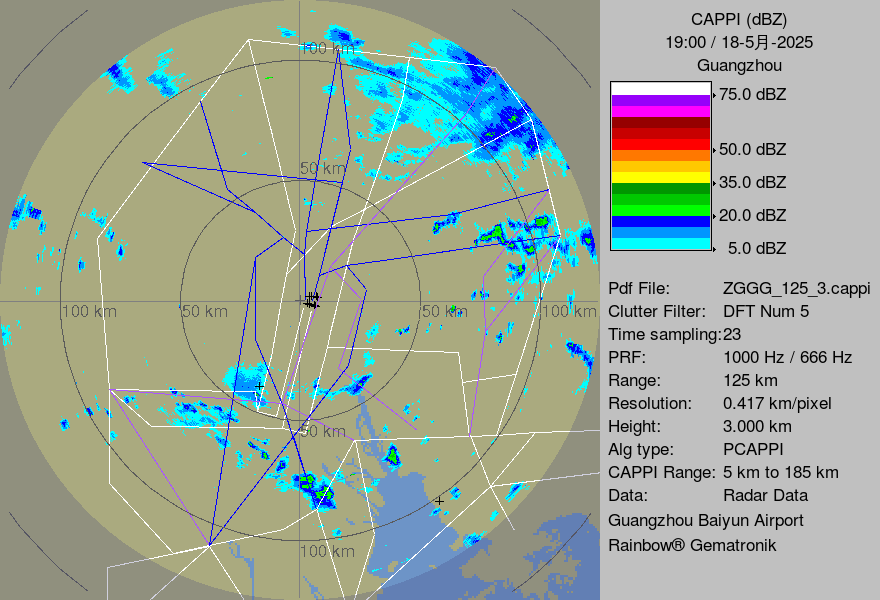 CAPPI (dBZ)
19:00 / 18-5月-2025
Guangzhou
75.0 dBZ
50.0 dBZ
35.0 dBZ
20.0 dBZ
5.0 dBZ
100 km
50 km
100 km
50 km
50 km
100 km
50 km
100 km
Pdf File: ZGGG_125_3.cappi
Clutter Filter: DFT Num 5
Time sampling:23
PRF: 1000 Hz / 666 Hz
Range: 125 km
Resolution: 0.417 km/pixel
Height: 3.000 km
Alg type: PCAPPI
CAPPI Range: 5 km to 185 km
Data: Radar Data
Guangzhou Baiyun Airport
Rainbow® Gematronik